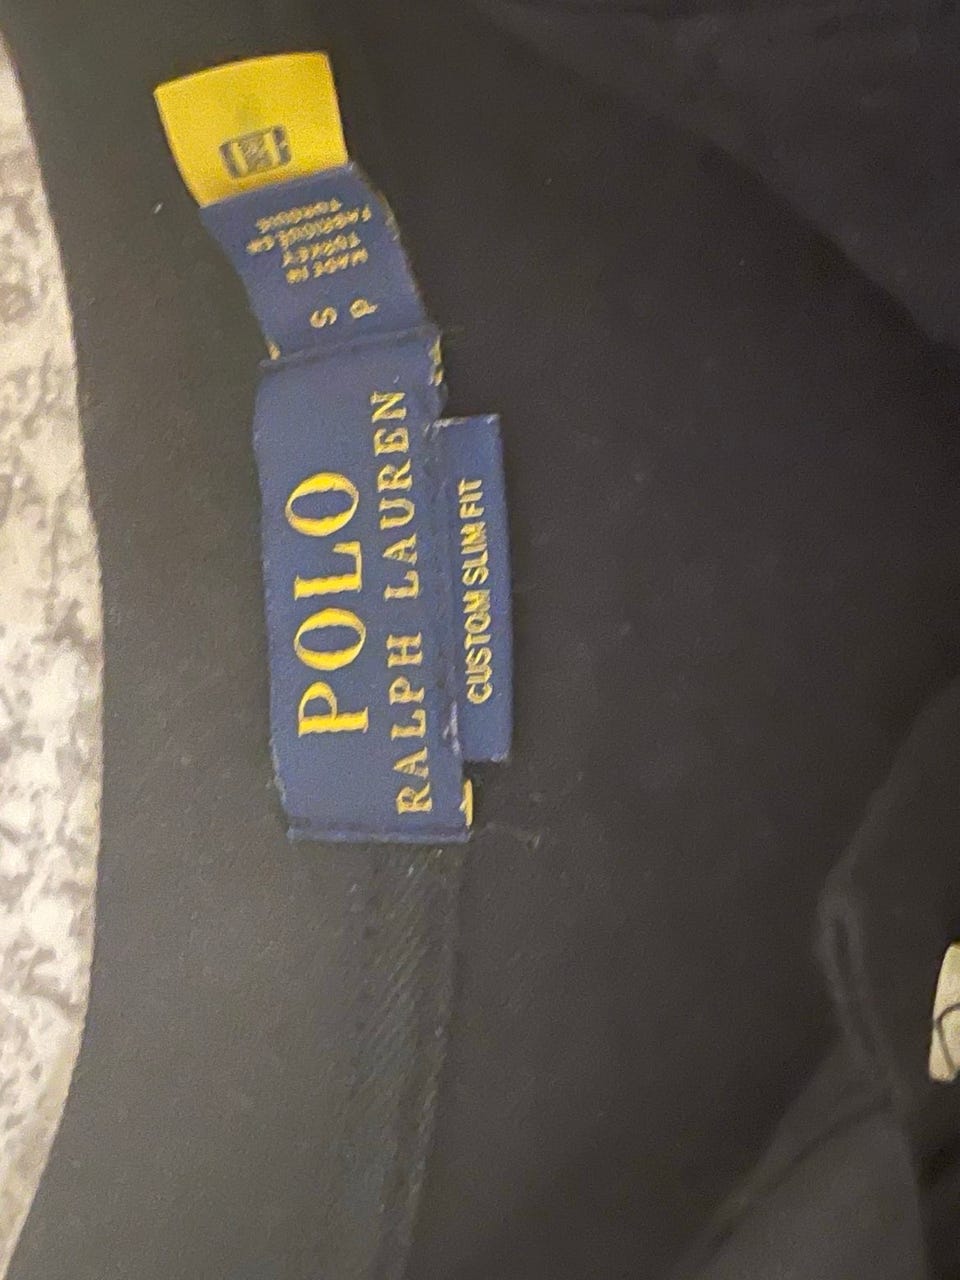 POLO
RALPH LAUREN
CUSTOM SLIM FIT
S
P
MADE IN
TURKEY
FABRIQUÉ EN
TURQUIE